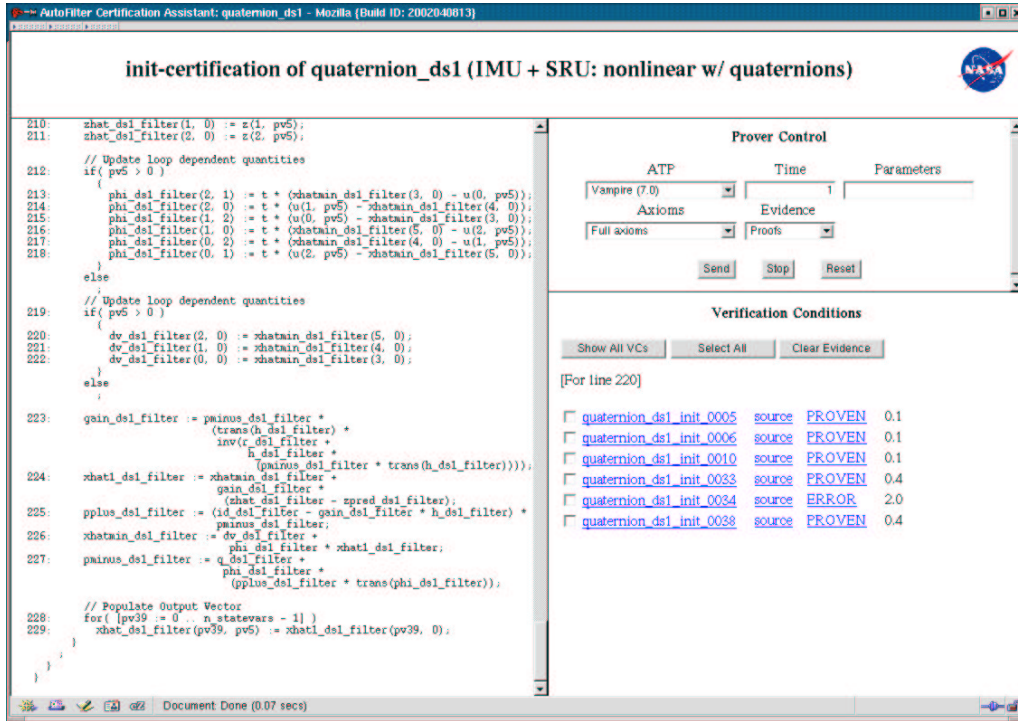 AutoFilter Certification Assistant: quaternion_ds1 - Mozilla {Build ID: 2002040813}
init-certification of quaternion_ds1 (IMU + SRU: nonlinear w/ quaternions)
NASA
210: zhat_ds1_filter(1, 0) := z(1, pv5);
211: zhat_ds1_filter(2, 0) := z(2, pv5);
// Update loop dependent quantities
212: if( pv5 > 0 )
{
213: phi_ds1_filter(2, 1) := t * (xhatmin_ds1_filter(3, 0) - u(0, pv5));
214: phi_ds1_filter(2, 0) := t * (u(1, pv5) - xhatmin_ds1_filter(4, 0));
215: phi_ds1_filter(1, 2) := t * (u(0, pv5) - xhatmin_ds1_filter(3, 0));
216: phi_ds1_filter(1, 0) := t * (xhatmin_ds1_filter(5, 0) - u(2, pv5));
217: phi_ds1_filter(0, 2) := t * (xhatmin_ds1_filter(4, 0) - u(1, pv5));
218: phi_ds1_filter(0, 1) := t * (u(2, pv5) - xhatmin_ds1_filter(5, 0));
}
else
;
// Update loop dependent quantities
219: if( pv5 > 0 )
{
220: dv_ds1_filter(2, 0) := xhatmin_ds1_filter(5, 0);
221: dv_ds1_filter(1, 0) := xhatmin_ds1_filter(4, 0);
222: dv_ds1_filter(0, 0) := xhatmin_ds1_filter(3, 0);
}
else
;
223: gain_ds1_filter := pminus_ds1_filter *
(trans(h_ds1_filter) *
inv(r_ds1_filter +
h_ds1_filter *
(pminus_ds1_filter * trans(h_ds1_filter))));
224: xhat1_ds1_filter := xhatmin_ds1_filter +
gain_ds1_filter *
(zhat_ds1_filter - zpred_ds1_filter);
225: pplus_ds1_filter := (id_ds1_filter - gain_ds1_filter * h_ds1_filter) *
pminus_ds1_filter;
226: xhatmin_ds1_filter := dv_ds1_filter +
phi_ds1_filter * xhat1_ds1_filter;
227: pminus_ds1_filter := q_ds1_filter +
phi_ds1_filter *
(pplus_ds1_filter * trans(phi_ds1_filter));
// Populate Output Vector
228: for( [pv39 := 0 .. n_statevars - 1] )
229: xhat_ds1_filter(pv39, pv5) := xhat1_ds1_filter(pv39, 0);
}
;
}
}
Prover Control
ATP Time Parameters
Vampire (7.0) 1
Axioms Evidence
Full axioms Proofs
Send Stop Reset
Verification Conditions
Show All VCs Select All Clear Evidence
[For line 220]
quaternion_ds1_init_0005 source PROVEN 0.1
quaternion_ds1_init_0006 source PROVEN 0.1
quaternion_ds1_init_0010 source PROVEN 0.1
quaternion_ds1_init_0033 source PROVEN 0.4
quaternion_ds1_init_0034 source ERROR 2.0
quaternion_ds1_init_0038 source PROVEN 0.4
Document: Done (0.07 secs)